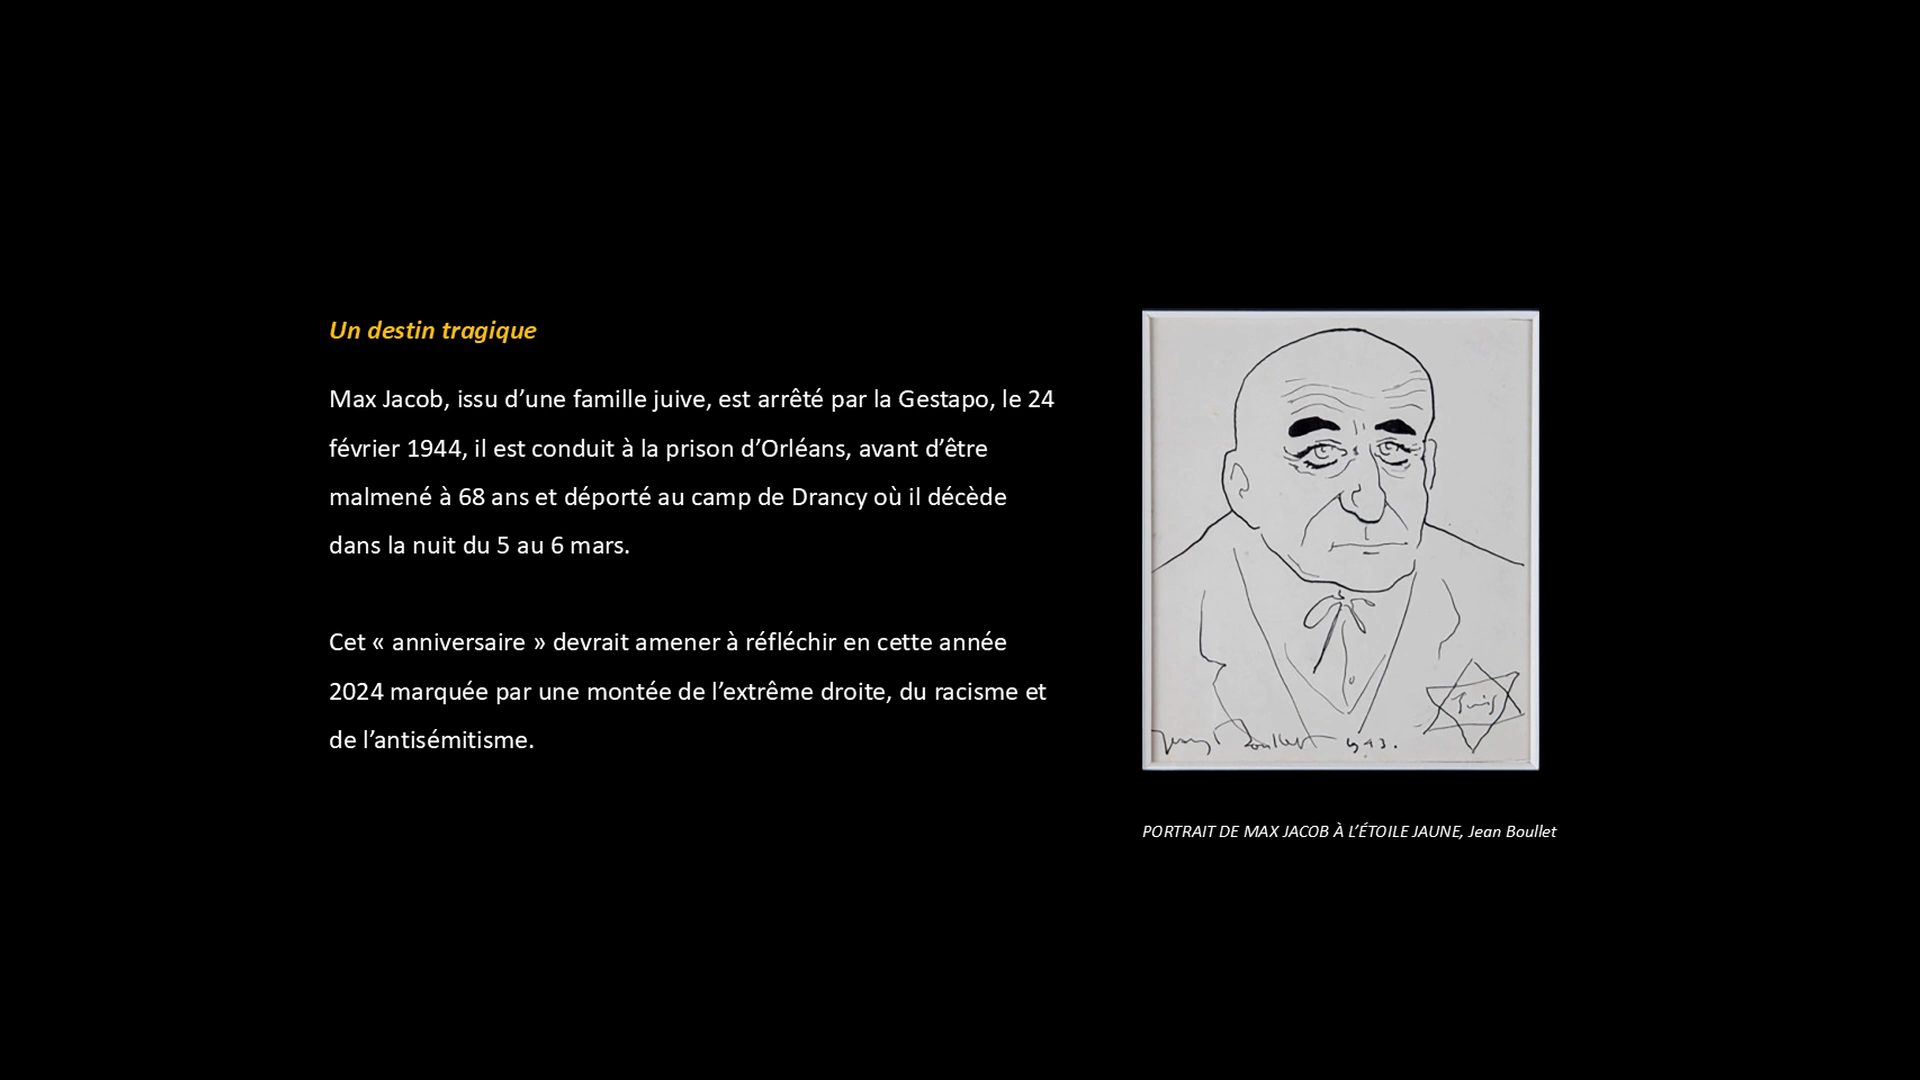 Un destin tragique
Max Jacob, issu d’une famille juive, est arrêté par la Gestapo, le 24
février 1944, il est conduit à la prison d’Orléans, avant d’être
malmené à 68 ans et déporté au camp de Drancy où il décède
dans la nuit du 5 au 6 mars.
Cet « anniversaire » devrait amener à réfléchir en cette année
2024 marquée par une montée de l’extrême droite, du racisme et
de l’antisémitisme.
Juif
Boullet 1943.
PORTRAIT DE MAX JACOB À L’ÉTOILE JAUNE, Jean Boullet